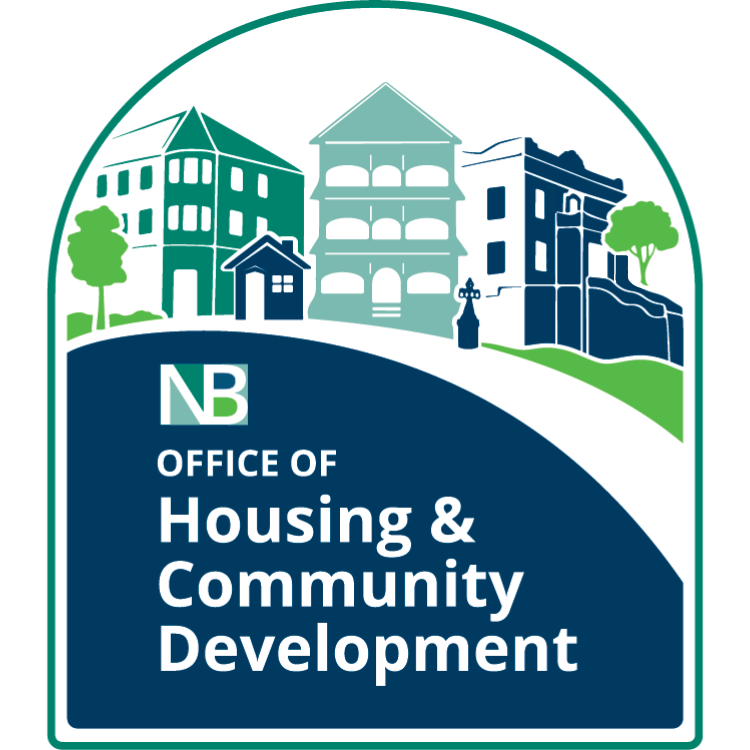 NB
OFFICE OF
Housing &
Community
Development